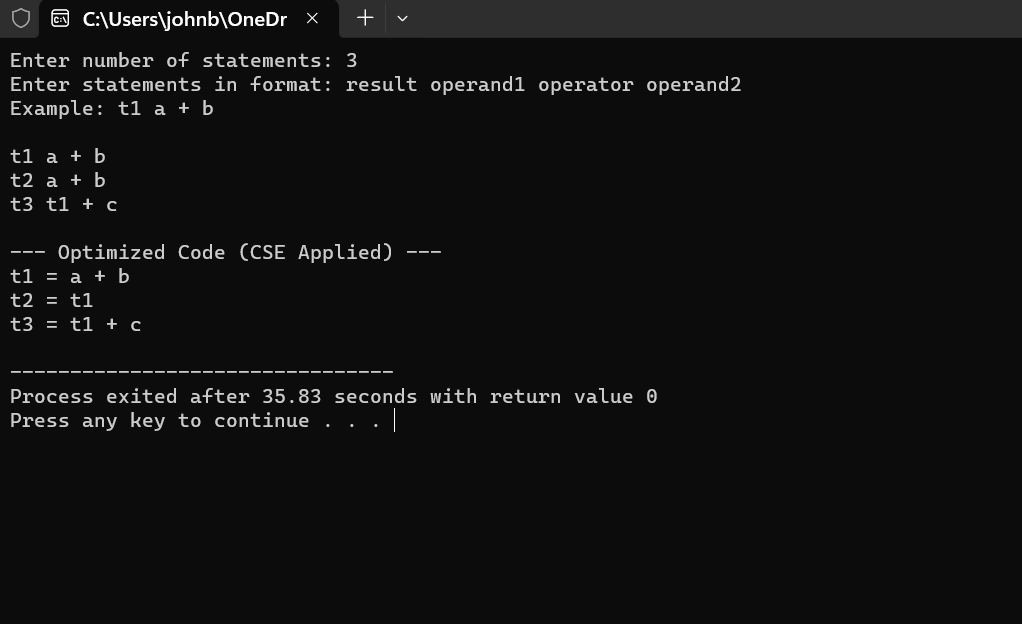 C:\Users\johnb\OneDr
Enter number of statements: 3
Enter statements in format: result operand1 operator operand2
Example: t1 a + b
t1 a + b
t2 a + b
t3 t1 + c
--- Optimized Code (CSE Applied) ---
t1 = a + b
t2 = t1
t3 = t1 + c
--------------------------------
Process exited after 35.83 seconds with return value 0
Press any key to continue . . .